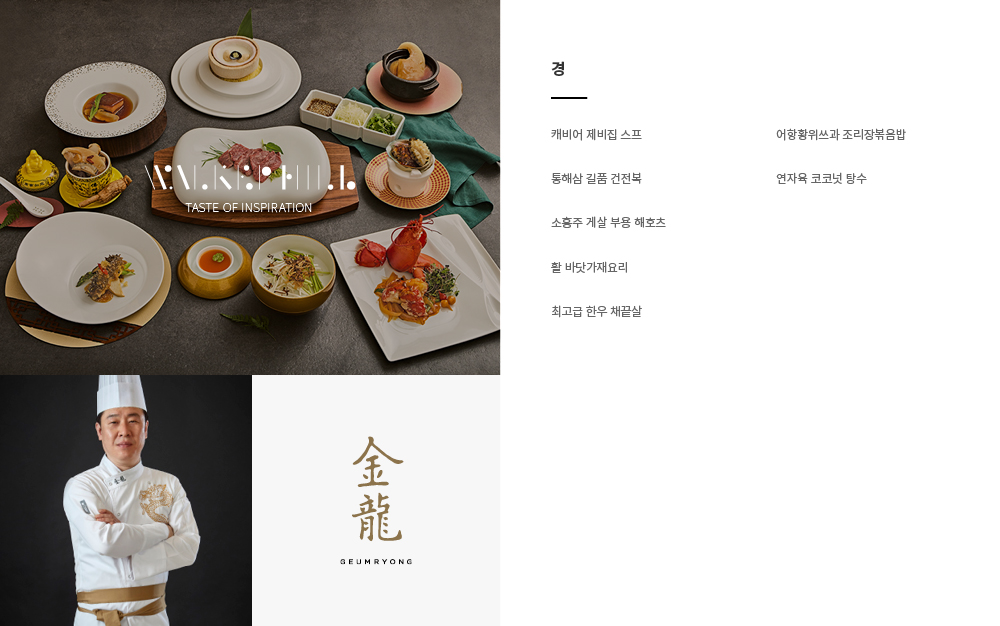 WALKERHILL
TASTE OF INSPIRATION
金
龍
GEUMRYONG
경
캐비어 제비집 스프
통해삼 길품 건전복
소흥주 게살 부용 해호츠
활 바닷가재요리
최고급 한우 채끝살
어항황위쓰과 조리장볶음밥
연자육 코코넛 탕수